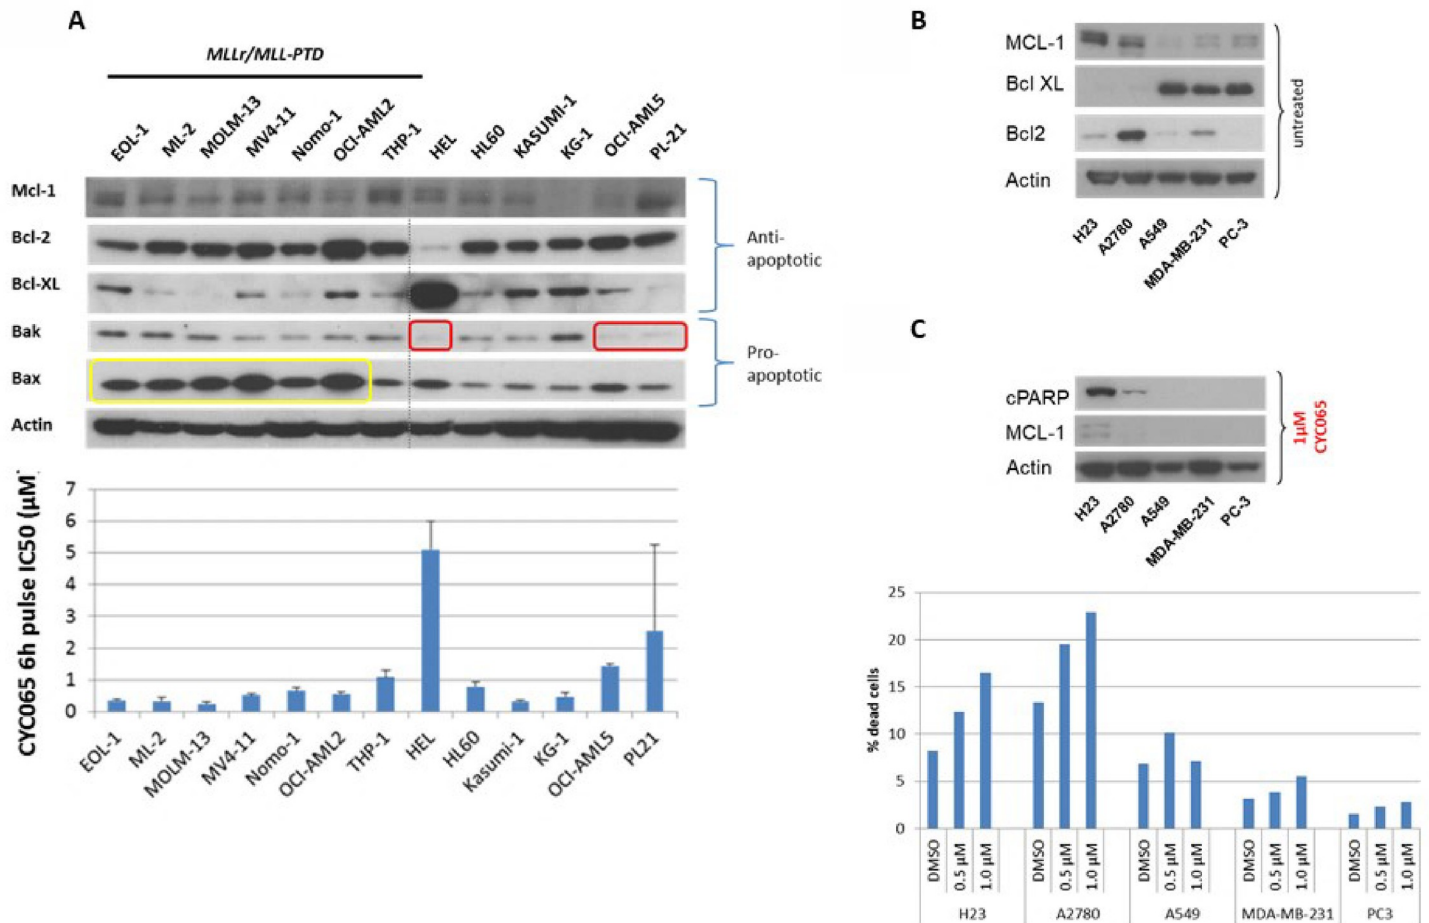 A
MLLr/MLL-PTD
EOL-1 ML-2 MOLM-13 MV4-11 Nomo-1 OCI-AML2 THP-1 HEL HL60 KASUMI-1 KG-1 OCI-AML5 PL-21
Mcl-1
Bcl-2
Bcl-XL
Bak
Bax
Actin
Anti-
apoptotic
Pro-
apoptotic
CYC065 6h pulse IC50 (µM)
7
6
5
4
3
2
1
0
EOL-1 ML-2 MOLM-13 MV4-11 Nomo-1 OCI-AML2 THP-1 HEL HL60 Kasumi-1 KG-1 OCI-AML5 PL21
B
MCL-1
Bcl XL
Bcl2
Actin
untreated
H23 A2780 A549 MDA-MB-231 PC-3
C
cPARP
MCL-1
Actin
1µM
CYC065
H23 A2780 A549 MDA-MB-231 PC-3
% dead cells
25
20
15
10
5
0
DMSO 0.5 µM 1.0 µM DMSO 0.5 µM 1.0 µM DMSO 0.5 µM 1.0 µM DMSO 0.5 µM 1.0 µM DMSO 0.5 µM 1.0 µM
H23 A2780 A549 MDA-MB-231 PC3